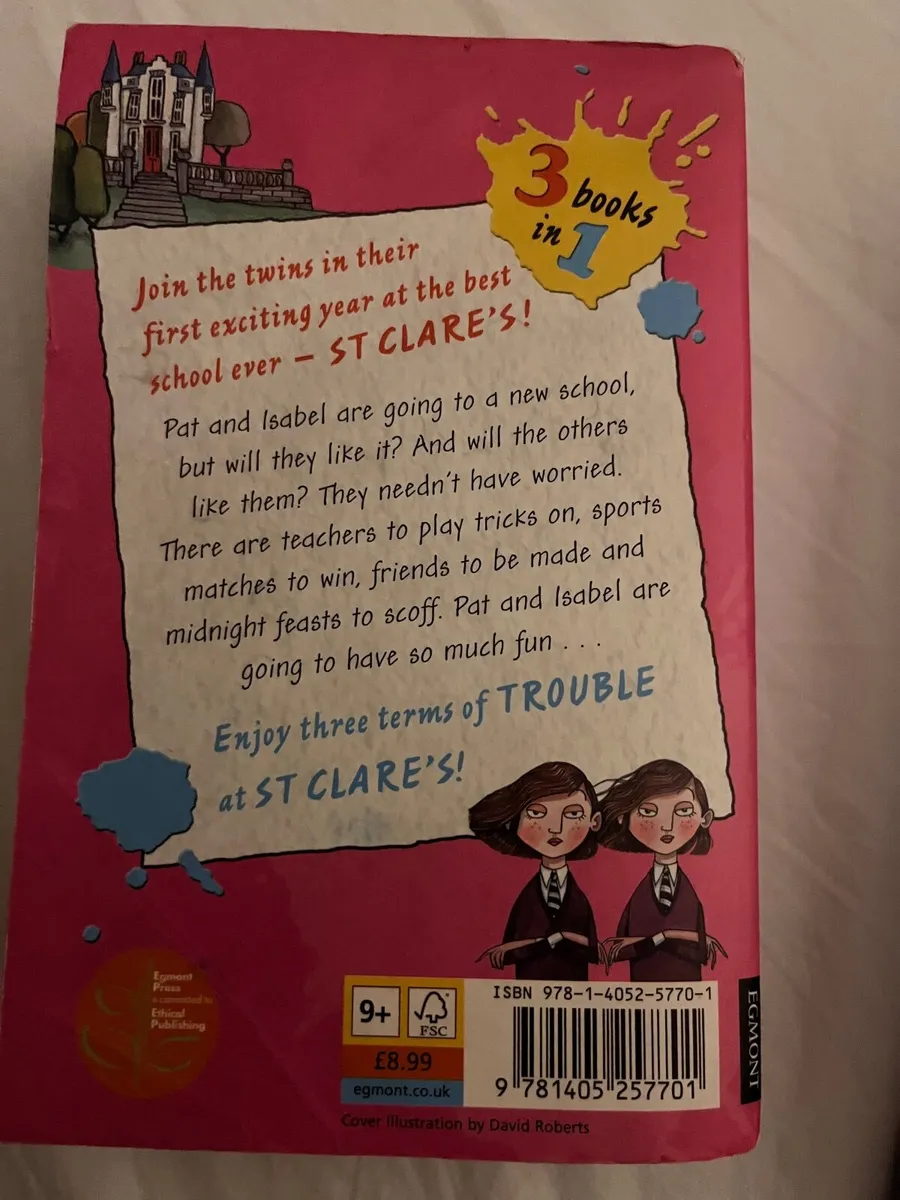 3 books
in 1
Join the twins in their
first exciting year at the best
school ever – ST CLARE'S!
Pat and Isabel are going to a new school,
but will they like it? And will the others
like them? They needn't have worried.
There are teachers to play tricks on, sports
matches to win, friends to be made and
midnight feasts to scoff. Pat and Isabel are
going to have so much fun . . .
Enjoy three terms of TROUBLE
at ST CLARE'S!
Egmont
Press
is committed to
Ethical
Publishing
9+
FSC
£8.99
egmont.co.uk
ISBN 978-1-4052-5770-1
9 781405 257701
EGMONT
Cover Illustration by David Roberts